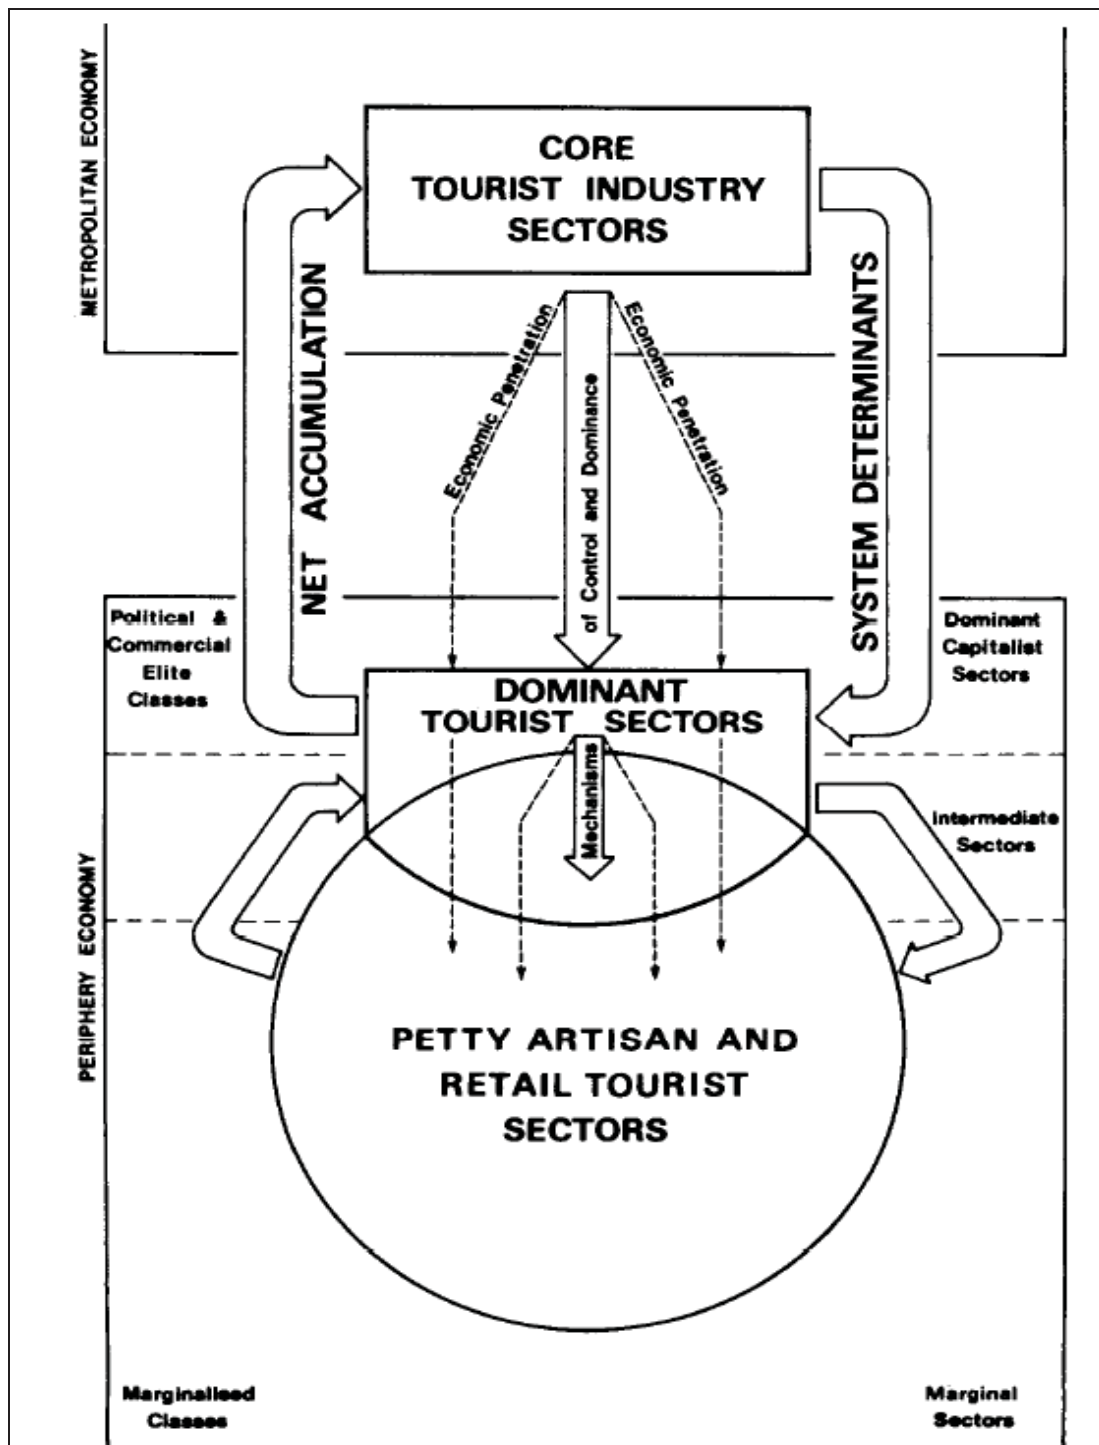 METROPOLITAN ECONOMY
CORE
TOURIST INDUSTRY
SECTORS
NET ACCUMULATION
Economic Penetration
of Control and Dominance
Economic Penetration
SYSTEM DETERMINANTS
Political &
Commercial
Elite
Classes
Dominant
Capitalist
Sectors
DOMINANT
TOURIST SECTORS
Mechanisms
Intermediate
Sectors
PERIPHERY ECONOMY
PETTY ARTISAN AND
RETAIL TOURIST
SECTORS
Marginalised
Classes
Marginal
Sectors